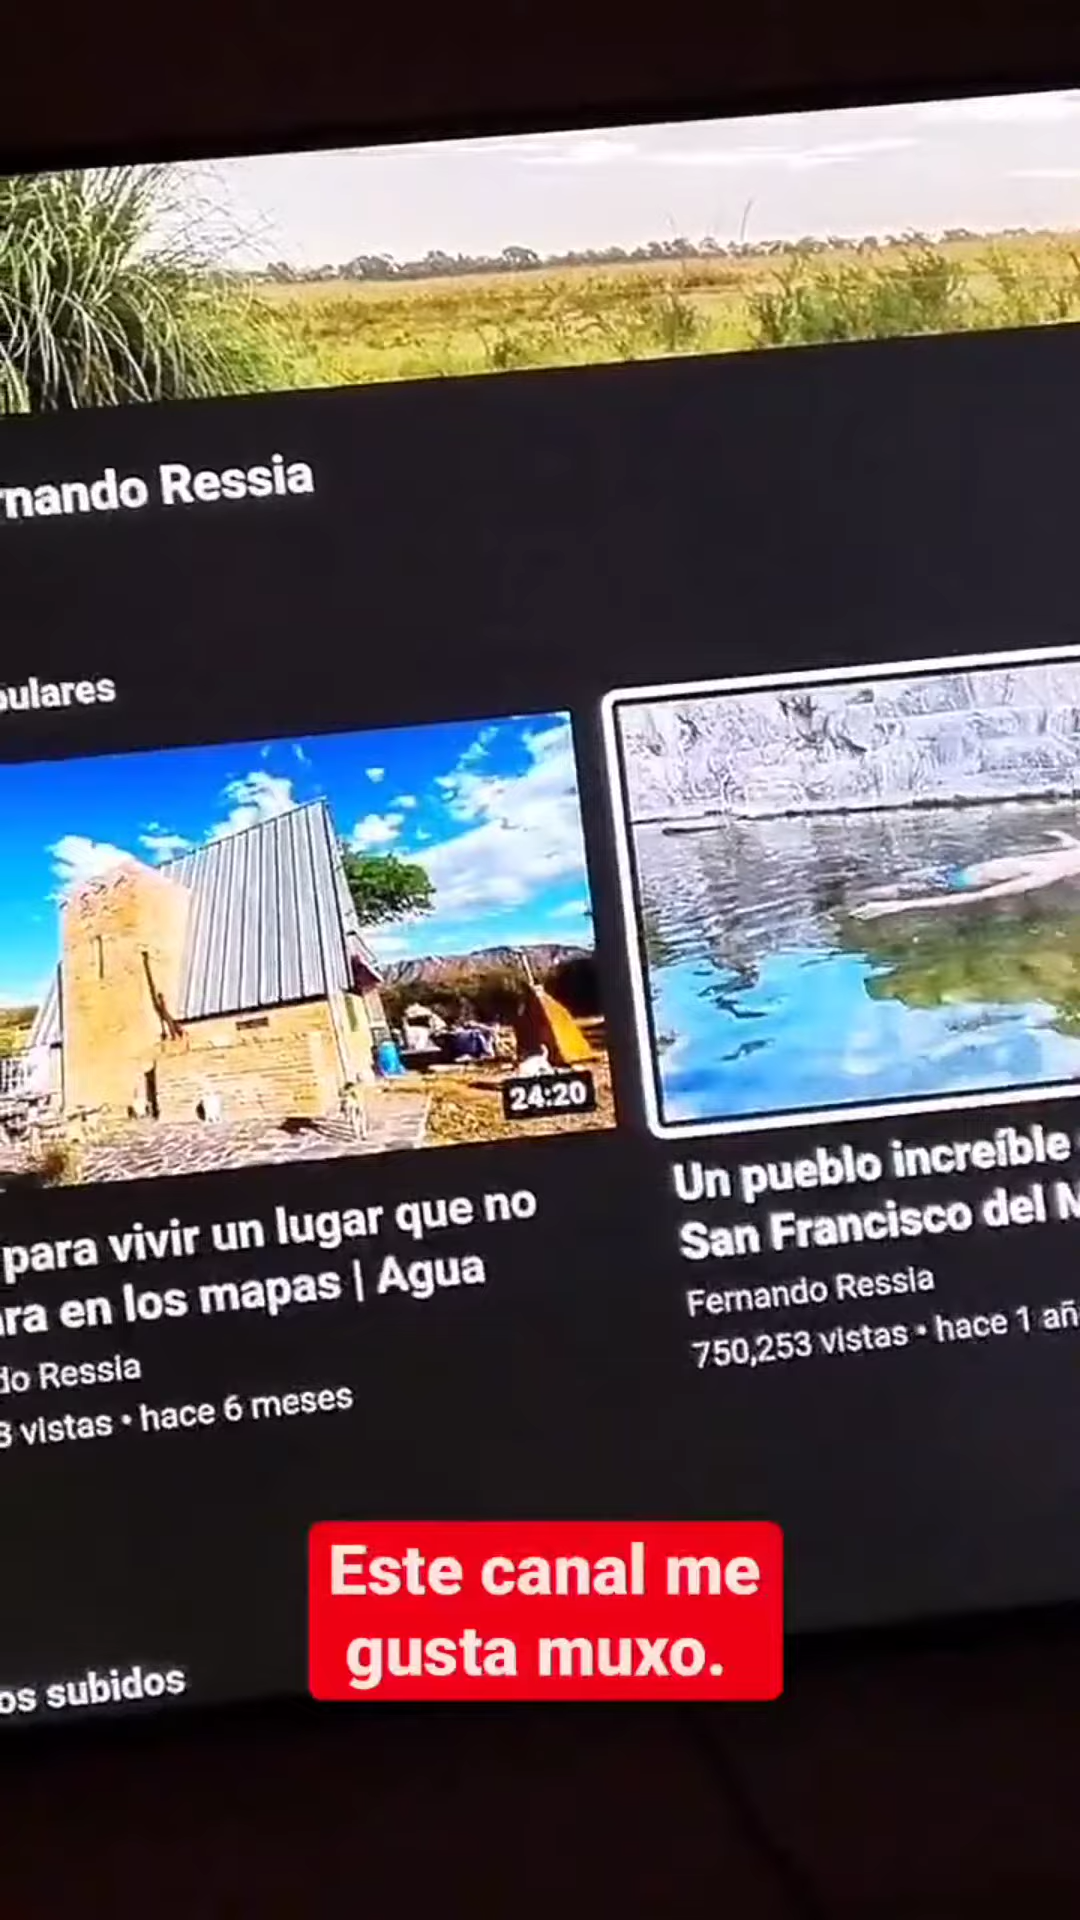 rnando Ressia
pulares
24:20
para vivir un lugar que no
ra en los mapas | Agua
do Ressia
3 vistas • hace 6 meses
Un pueblo increíble
San Francisco del M
Fernando Ressia
750,253 vistas • hace 1 añ
Este canal me
gusta muxo.
os subidos